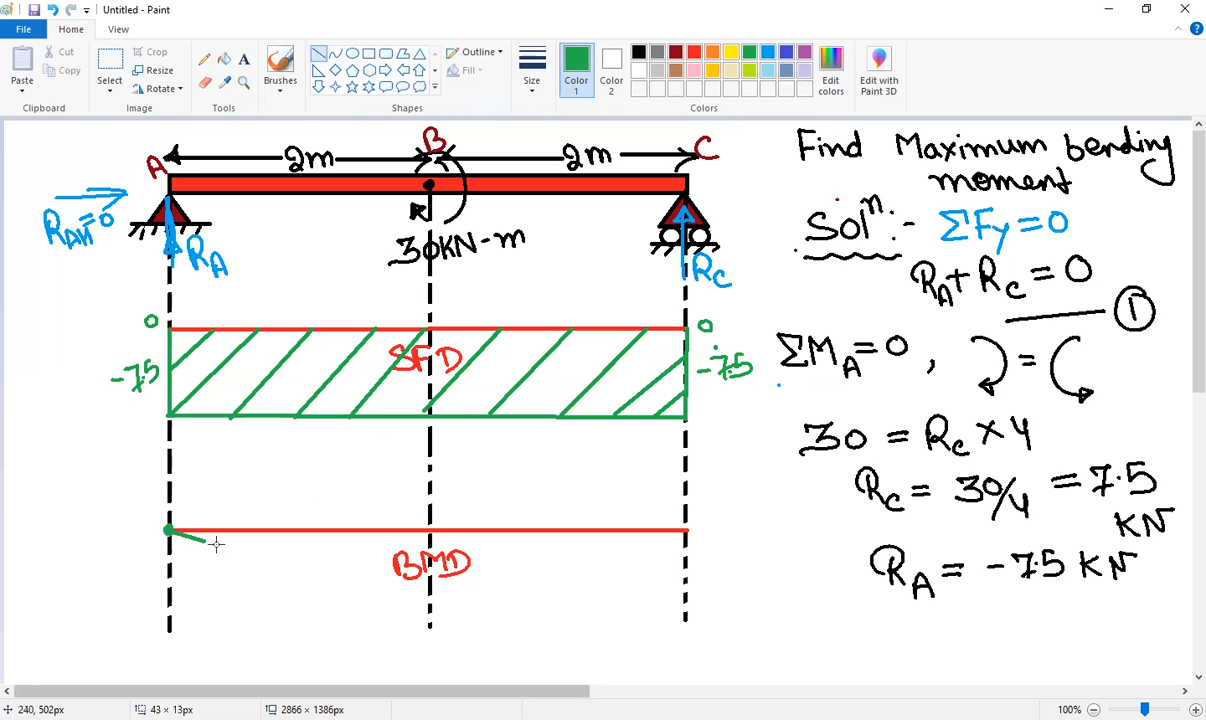 Untitled - Paint
File Home View
Paste
Cut
Copy
Clipboard
Select
Crop
Resize
Rotate
Image
A
Tools
Brushes
Outline
Fill
Shapes
Size
Color 1
Color 2
Edit colors
Colors
Edit with Paint 3D
A
2m
B
2m
C
RAH=0
RA
30KN-m
RC
0
-7.5
SFD
0
-7.5
BMD
Find Maximum bending
moment
Solⁿ:- ΣFy=0
RA+RC=0
1
ΣMA=0, =
30 = RC×4
RC = 30/4 = 7.5
KN
RA = -7.5 KN
240, 502px
43 × 13px
2866 × 1386px
100%